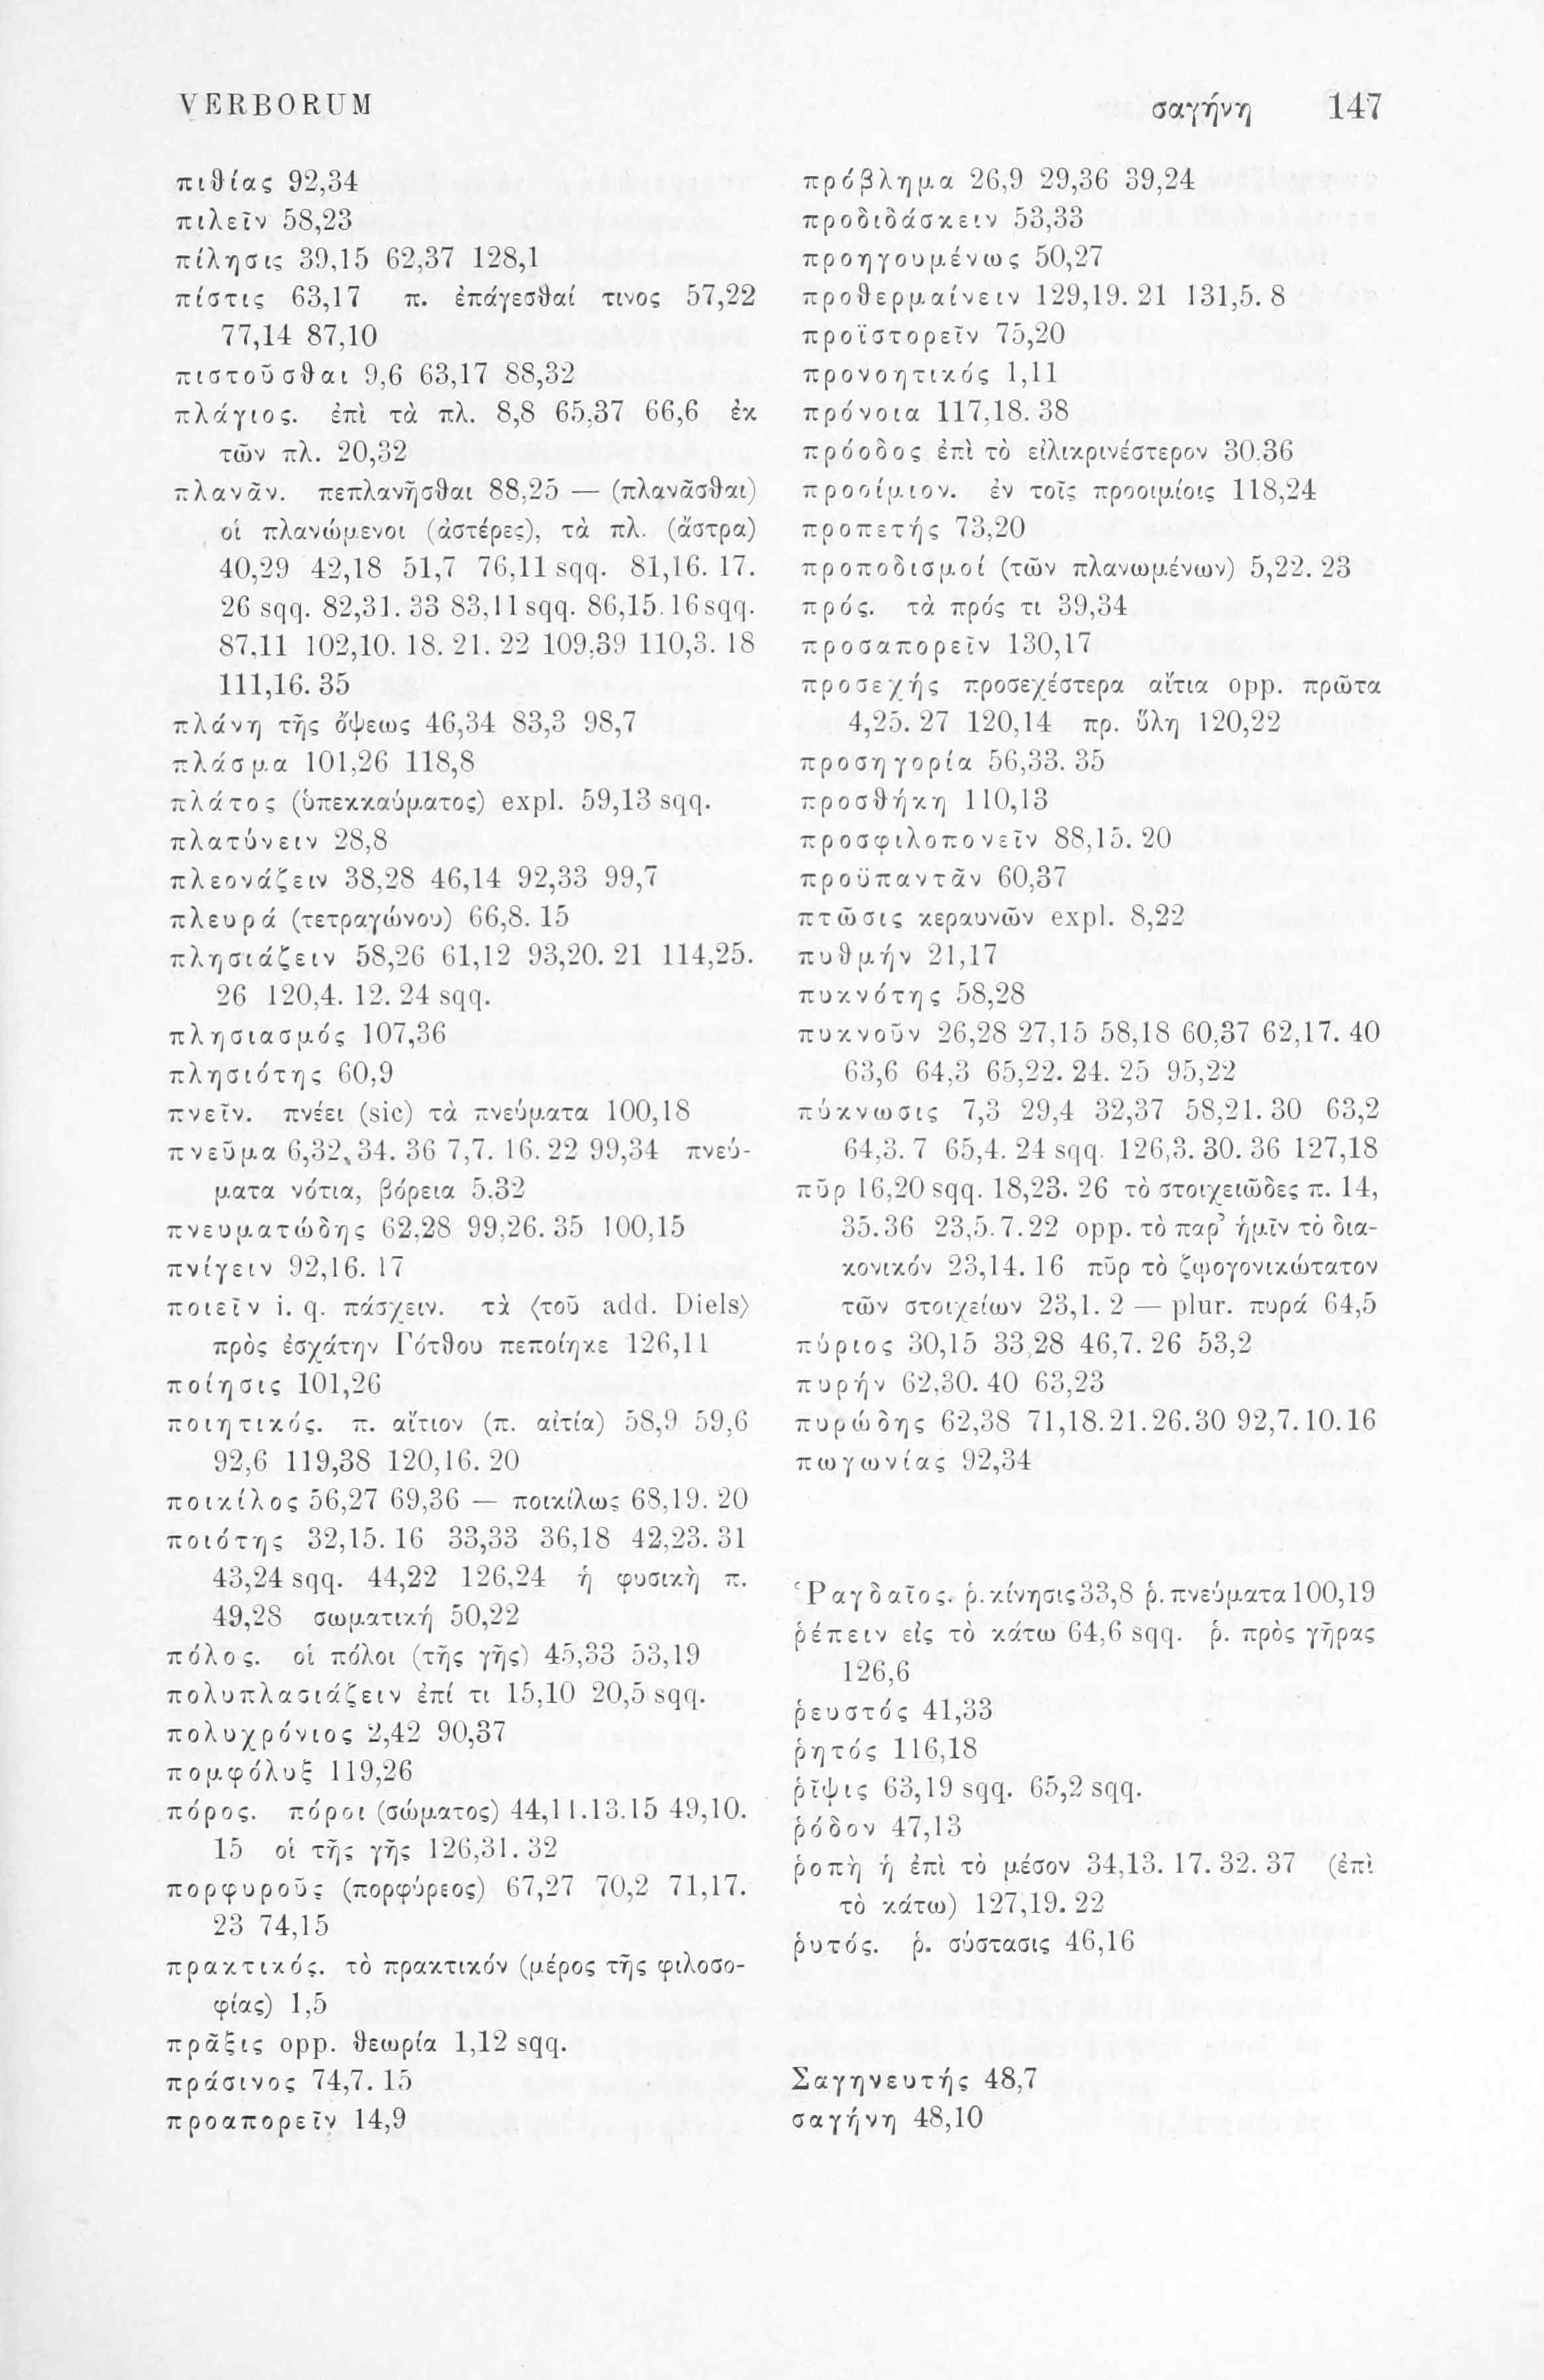 VERBORUM σαγήνη 147
πιθίας 92,34
πιλεῖν 58,23
πίλησις 39,15 62,37 128,1
πίστις 63,17 π. ἐπάγεσθαί τινος 57,22
77,14 87,10
πιστοῦσθαι 9,6 63,17 88,32
πλάγιος. ἐπὶ τὰ πλ. 8,8 65,37 66,6 ἐκ
τῶν πλ. 20,32
πλανᾶν. πεπλανῆσθαι 88,25 — (πλανᾶσθαι)
οἱ πλανώμενοι (ἀστέρες), τὰ πλ. (ἄστρα)
40,29 42,18 51,7 76,11 sqq. 81,16. 17.
26 sqq. 82,31. 33 83,11 sqq. 86,15. 16 sqq.
87,11 102,10. 18. 21. 22 109,39 110,3. 18
111,16. 35
πλάνη τῆς ὄψεως 46,34 83,3 98,7
πλάσμα 101,26 118,8
πλάτος (ὑπεκκαύματος) expl. 59,13 sqq.
πλατύνειν 28,8
πλεονάζειν 38,28 46,14 92,33 99,7
πλευρά (τετραγώνου) 66,8. 15
πλησιάζειν 58,26 61,12 93,20. 21 114,25.
26 120,4. 12. 24 sqq.
πλησιασμός 107,36
πλησιότης 60,9
πνεῖν. πνέει (sic) τὰ πνεύματα 100,18
πνεῦμα 6,32. 34. 36 7,7. 16. 22 99,34 πνεύ-
ματα νότια, βόρεια 5,32
πνευματώδης 62,28 99,26. 35 100,15
πνίγειν 92,16. 17
ποιεῖν i. q. πάσχειν. τὰ ⟨τοῦ add. Diels⟩
πρὸς ἐσχάτην Γότθου πεποίηκε 126,11
ποίησις 101,26
ποιητικός. π. αἴτιον (π. αἰτία) 58,9 59,6
92,6 119,38 120,16. 20
ποικίλος 56,27 69,36 — ποικίλως 68,19. 20
ποιότης 32,15. 16 33,33 36,18 42,23. 31
43,24 sqq. 44,22 126,24 ἡ φυσικὴ π.
49,28 σωματική 50,22
πόλος. οἱ πόλοι (τῆς γῆς) 45,33 53,19
πολυπλασιάζειν ἐπί τι 15,10 20,5 sqq.
πολυχρόνιος 2,42 90,37
πομφόλυξ 119,26
πόρος. πόροι (σώματος) 44,11. 13. 15 49,10.
15 οἱ τῆς γῆς 126,31. 32
πορφυροῦς (πορφύρεος) 67,27 70,2 71,17.
23 74,15
πρακτικός. τὸ πρακτικόν (μέρος τῆς φιλοσο-
φίας) 1,5
πρᾶξις opp. θεωρία 1,12 sqq.
πράσινος 74,7. 15
προαπορεῖν 14,9
πρόβλημα 26,9 29,36 39,24
προδιδάσκειν 53,33
προηγουμένως 50,27
προθερμαίνειν 129,19. 21 131,5. 8
προϊστορεῖν 75,20
προνοητικός 1,11
πρόνοια 117,18. 38
πρόοδος ἐπὶ τὸ εἰλικρινέστερον 30,36
προοίμιον. ἐν τοῖς προοιμίοις 118,24
προπετής 73,20
προποδισμοί (τῶν πλανωμένων) 5,22. 23
πρός. τὰ πρός τι 39,34
προσαπορεῖν 130,17
προσεχής προσεχέστερα αἴτια opp. πρῶτα
4,25. 27 120,14 πρ. ὕλη 120,22
προσηγορία 56,33. 35
προσθήκη 110,13
προσφιλοπονεῖν 88,15. 20
προϋπαντᾶν 60,37
πτῶσις κεραυνῶν expl. 8,22
πυθμήν 21,17
πυκνότης 58,28
πυκνοῦν 26,28 27,15 58,18 60,37 62,17. 40
63,6 64,3 65,22. 24. 25 95,22
πύκνωσις 7,3 29,4 32,37 58,21. 30 63,2
64,3. 7 65,4. 24 sqq. 126,3. 30. 36 127,18
πῦρ 16,20 sqq. 18,23. 26 τὸ στοιχειῶδες π. 14,
35. 36 23,5. 7. 22 opp. τὸ παρ’ ἡμῖν τὸ δια-
κονικόν 23,14. 16 πῦρ τὸ ζῳογονικώτατον
τῶν στοιχείων 23,1. 2 — plur. πυρά 64,5
πύριος 30,15 33,28 46,7. 26 53,2
πυρήν 62,30. 40 63,23
πυρώδης 62,38 71,18. 21. 26. 30 92,7. 10. 16
πωγωνίας 92,34
Ῥαγδαῖος. ῥ. κίνησις 33,8 ῥ. πνεύματα 100,19
ῥέπειν εἰς τὸ κάτω 64,6 sqq. ῥ. πρὸς γῆρας
126,6
ῥευστός 41,33
ῥητός 116,18
ῥῖψις 63,19 sqq. 65,2 sqq.
ῥόδον 47,13
ῥοπὴ ἡ ἐπὶ τὸ μέσον 34,13. 17. 32. 37 (ἐπὶ
τὸ κάτω) 127,19. 22
ῥυτός. ῥ. σύστασις 46,16
Σαγηνευτής 48,7
σαγήνη 48,10